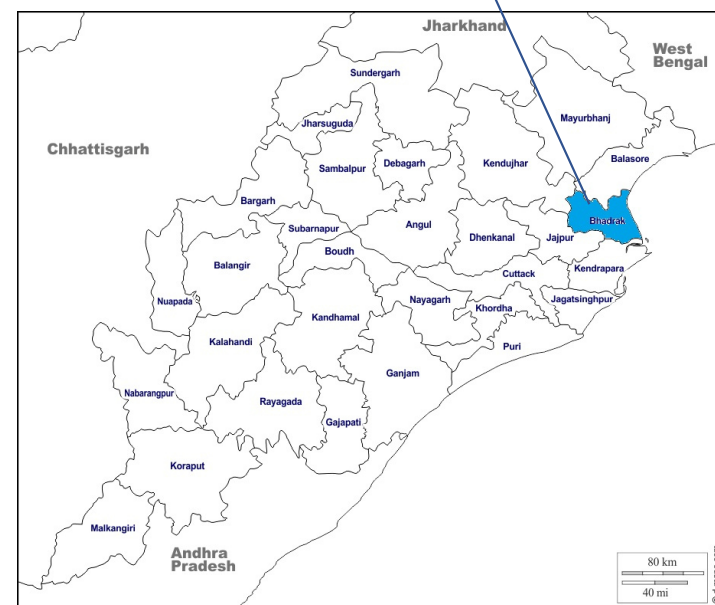 Jharkhand
West
Bengal
Sundergarh
Mayurbhanj
Jharsuguda
Chhattisgarh
Balasore
Debagarh
Kendujhar
Sambalpur
Bargarh
Bhadrak
Angul
Subarnapur
Dhenkanal
Jajpur
Boudh
Balangir
Kendrapara
Cuttack
Nuapada
Nayagarh
Jagatsinghpur
Khordha
Kandhamal
Kalahandi
Puri
Ganjam
Nabarangpur
Rayagada
Gajapati
Koraput
Malkangiri
Andhra
Pradesh
80 km
40 mi